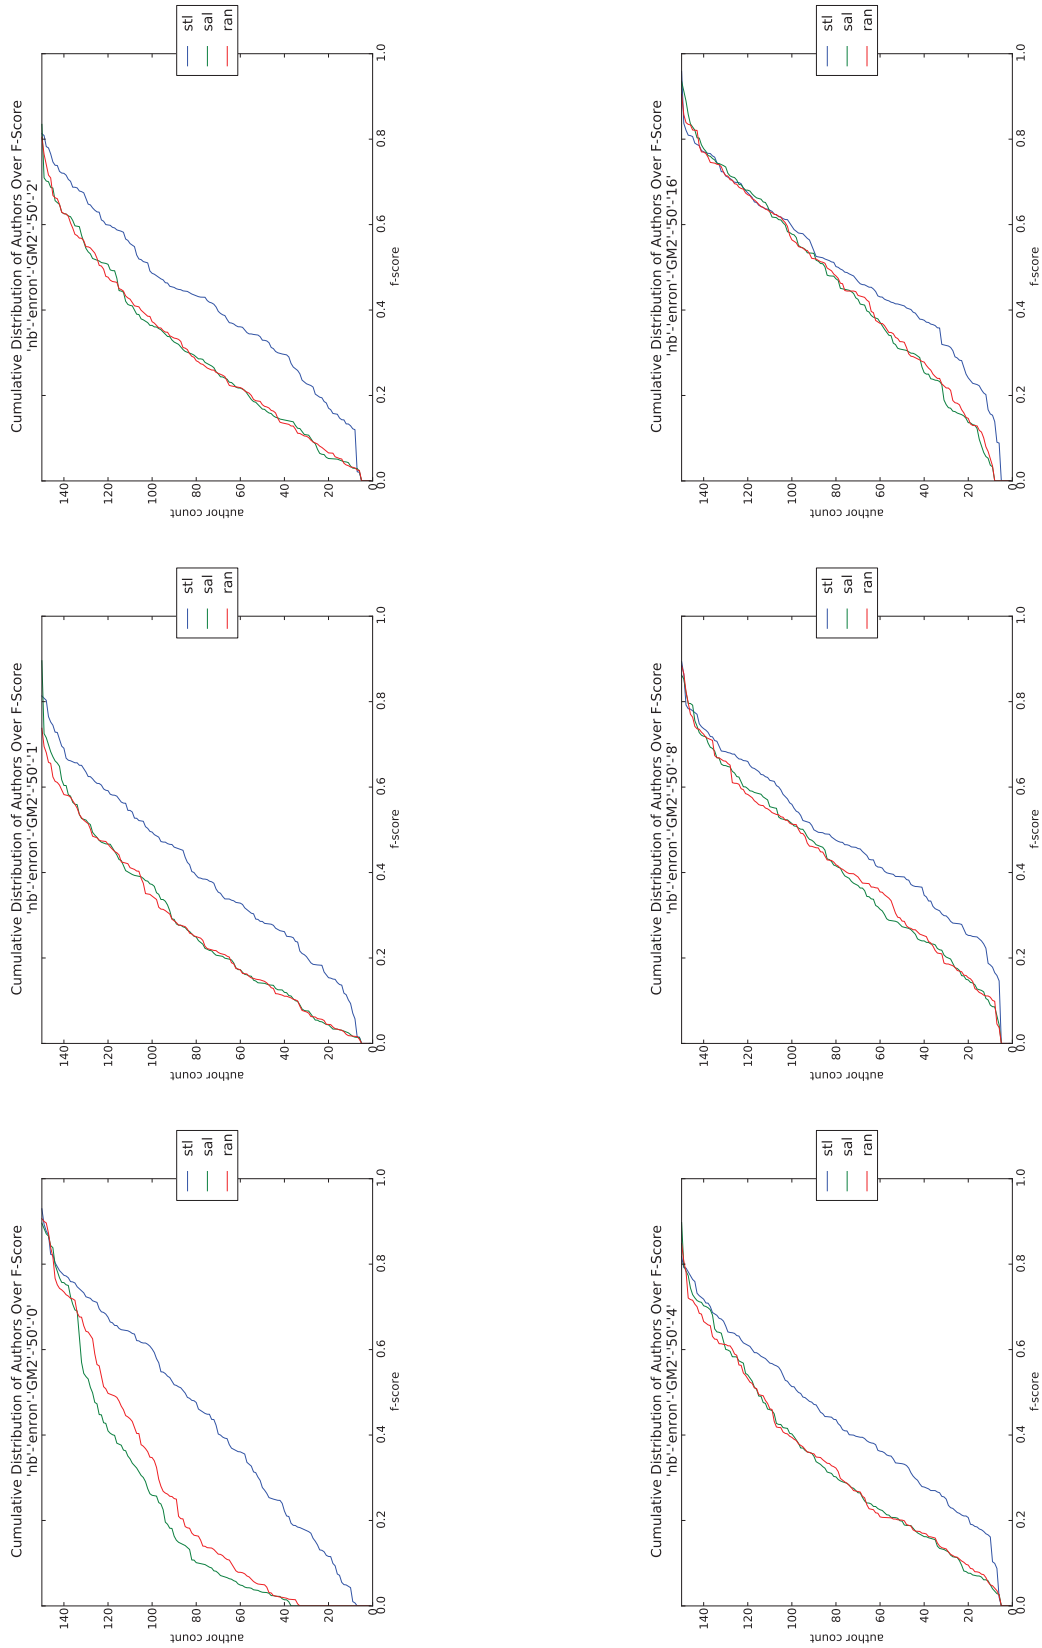 Cumulative Distribution of Authors Over F-Score
'nb'-'enron'-'GM2'-'50'-'0'
140
120
100
80
60
40
20
0
author count
stl
sal
ran
0.0 0.2 0.4 0.6 0.8 1.0
f-score
Cumulative Distribution of Authors Over F-Score
'nb'-'enron'-'GM2'-'50'-'1'
140
120
100
80
60
40
20
0
author count
stl
sal
ran
0.0 0.2 0.4 0.6 0.8 1.0
f-score
Cumulative Distribution of Authors Over F-Score
'nb'-'enron'-'GM2'-'50'-'2'
140
120
100
80
60
40
20
0
author count
stl
sal
ran
0.0 0.2 0.4 0.6 0.8 1.0
f-score
Cumulative Distribution of Authors Over F-Score
'nb'-'enron'-'GM2'-'50'-'4'
140
120
100
80
60
40
20
0
author count
stl
sal
ran
0.0 0.2 0.4 0.6 0.8 1.0
f-score
Cumulative Distribution of Authors Over F-Score
'nb'-'enron'-'GM2'-'50'-'8'
140
120
100
80
60
40
20
0
author count
stl
sal
ran
0.0 0.2 0.4 0.6 0.8 1.0
f-score
Cumulative Distribution of Authors Over F-Score
'nb'-'enron'-'GM2'-'50'-'16'
140
120
100
80
60
40
20
0
author count
stl
sal
ran
0.0 0.2 0.4 0.6 0.8 1.0
f-score